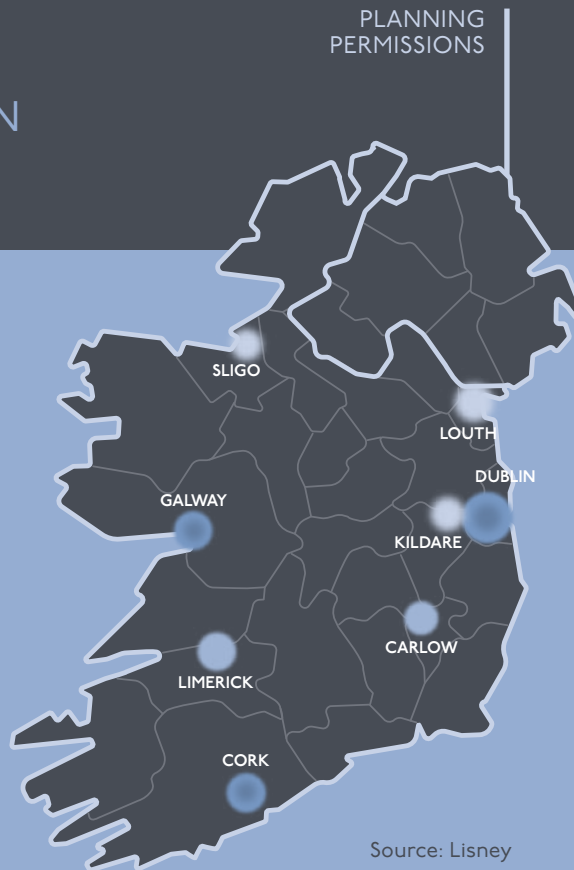 PLANNING
PERMISSIONS
N
SLIGO
LOUTH
DUBLIN
GALWAY
KILDARE
CARLOW
LIMERICK
CORK
Source: Lisney